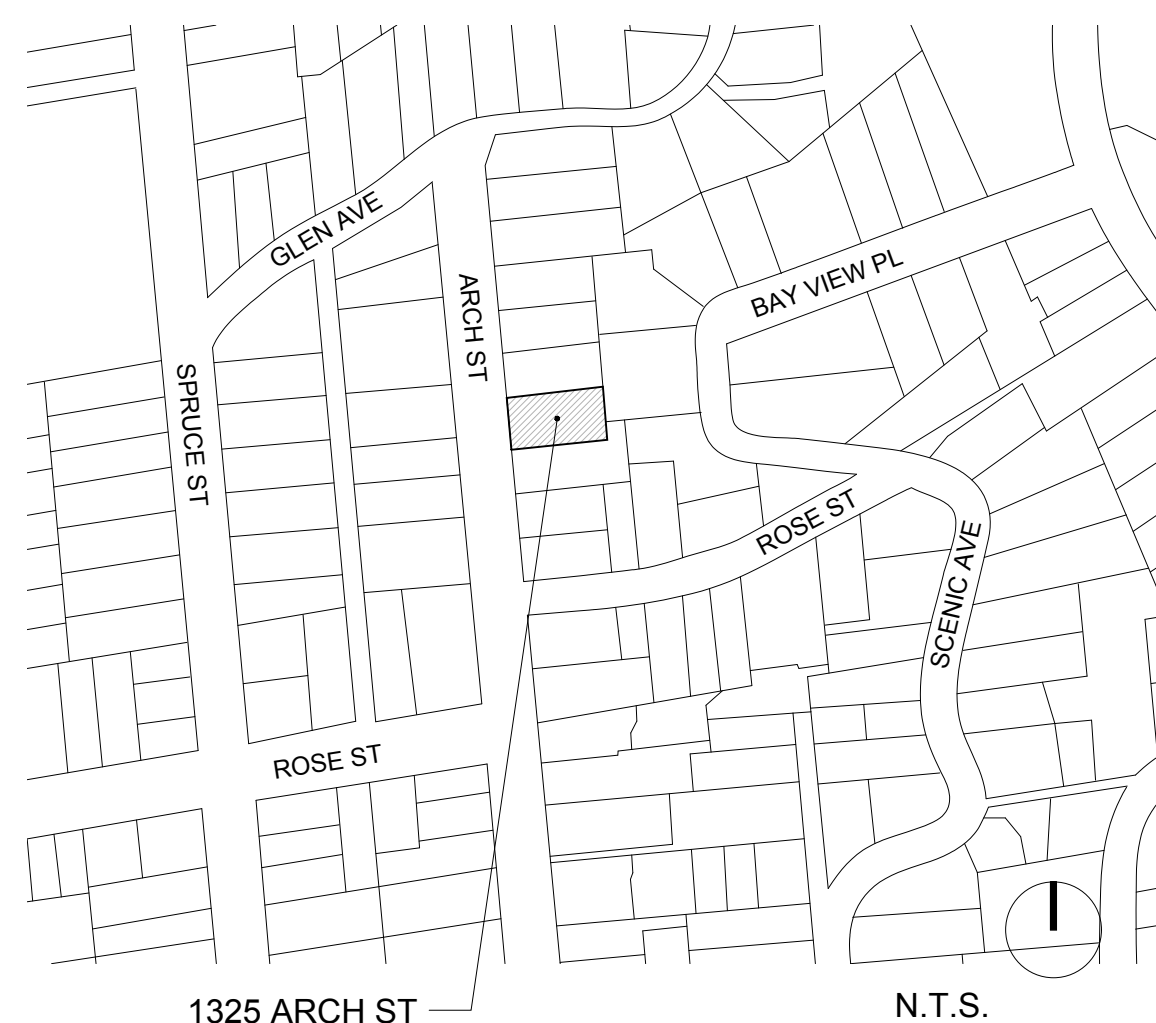 GLEN AVE
BAY VIEW PL
ARCH ST
SPRUCE ST
ROSE ST
SCENIC AVE
ROSE ST
1325 ARCH ST
N.T.S.